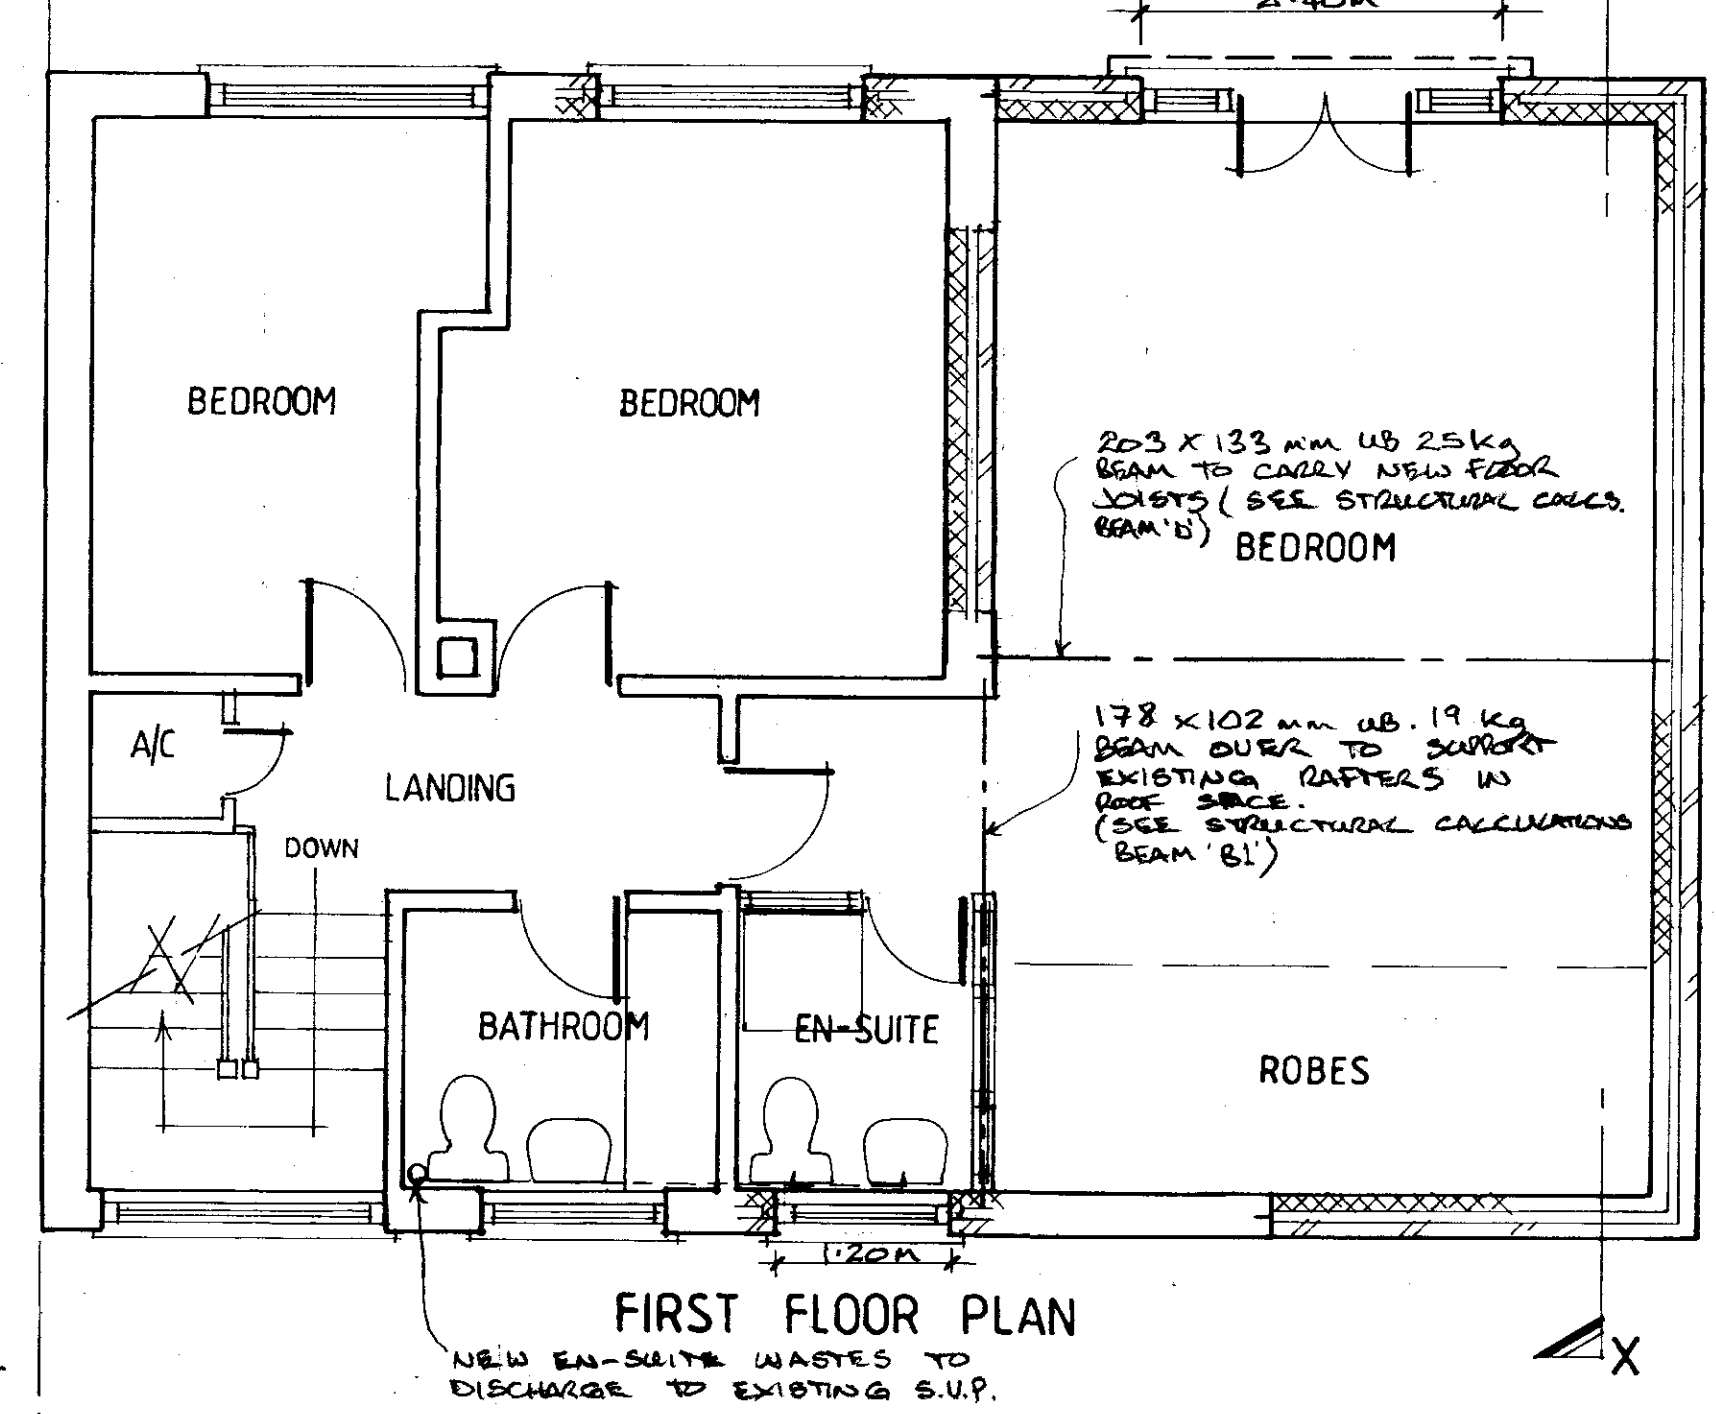 2.40M
BEDROOM
BEDROOM
203 X 133 mm UB 25kg
BEAM TO CARRY NEW FLOOR
JOISTS (SEE STRUCTURAL CALCS.
BEAM 'D')
BEDROOM
178 X 102 mm UB. 19 kg
BEAM OVER TO SUPPORT
EXISTING RAFTERS IN
ROOF SPACE.
(SEE STRUCTURAL CALCULATIONS
BEAM 'B1')
A/C
LANDING
DOWN
BATHROOM
EN-SUITE
ROBES
1.20M
FIRST FLOOR PLAN
X
NEW EN-SUITE WASTES TO
DISCHARGE TO EXISTING S.V.P.